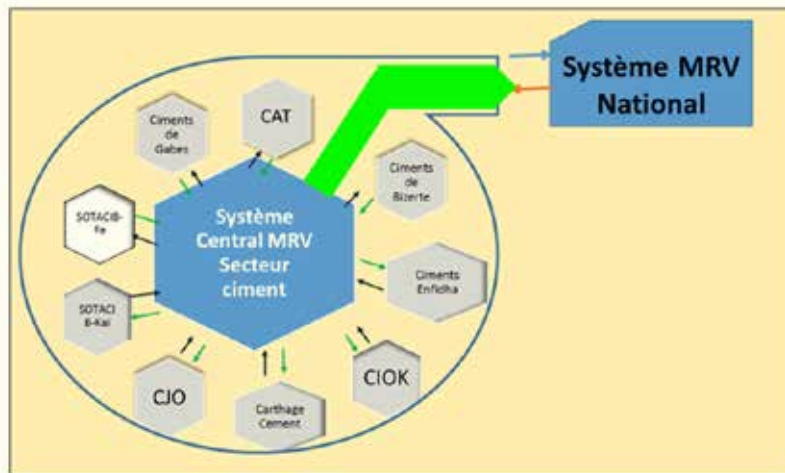 Système MRV
National
CAT
Ciments
de
Gabes
Ciments
de
Bizerte
SOTACIB-
Fe
Système
Central MRV
Secteur
ciment
Ciments
Enfidha
SOTACI
B-Kai
CJO
Carthage
Cement
CIOK